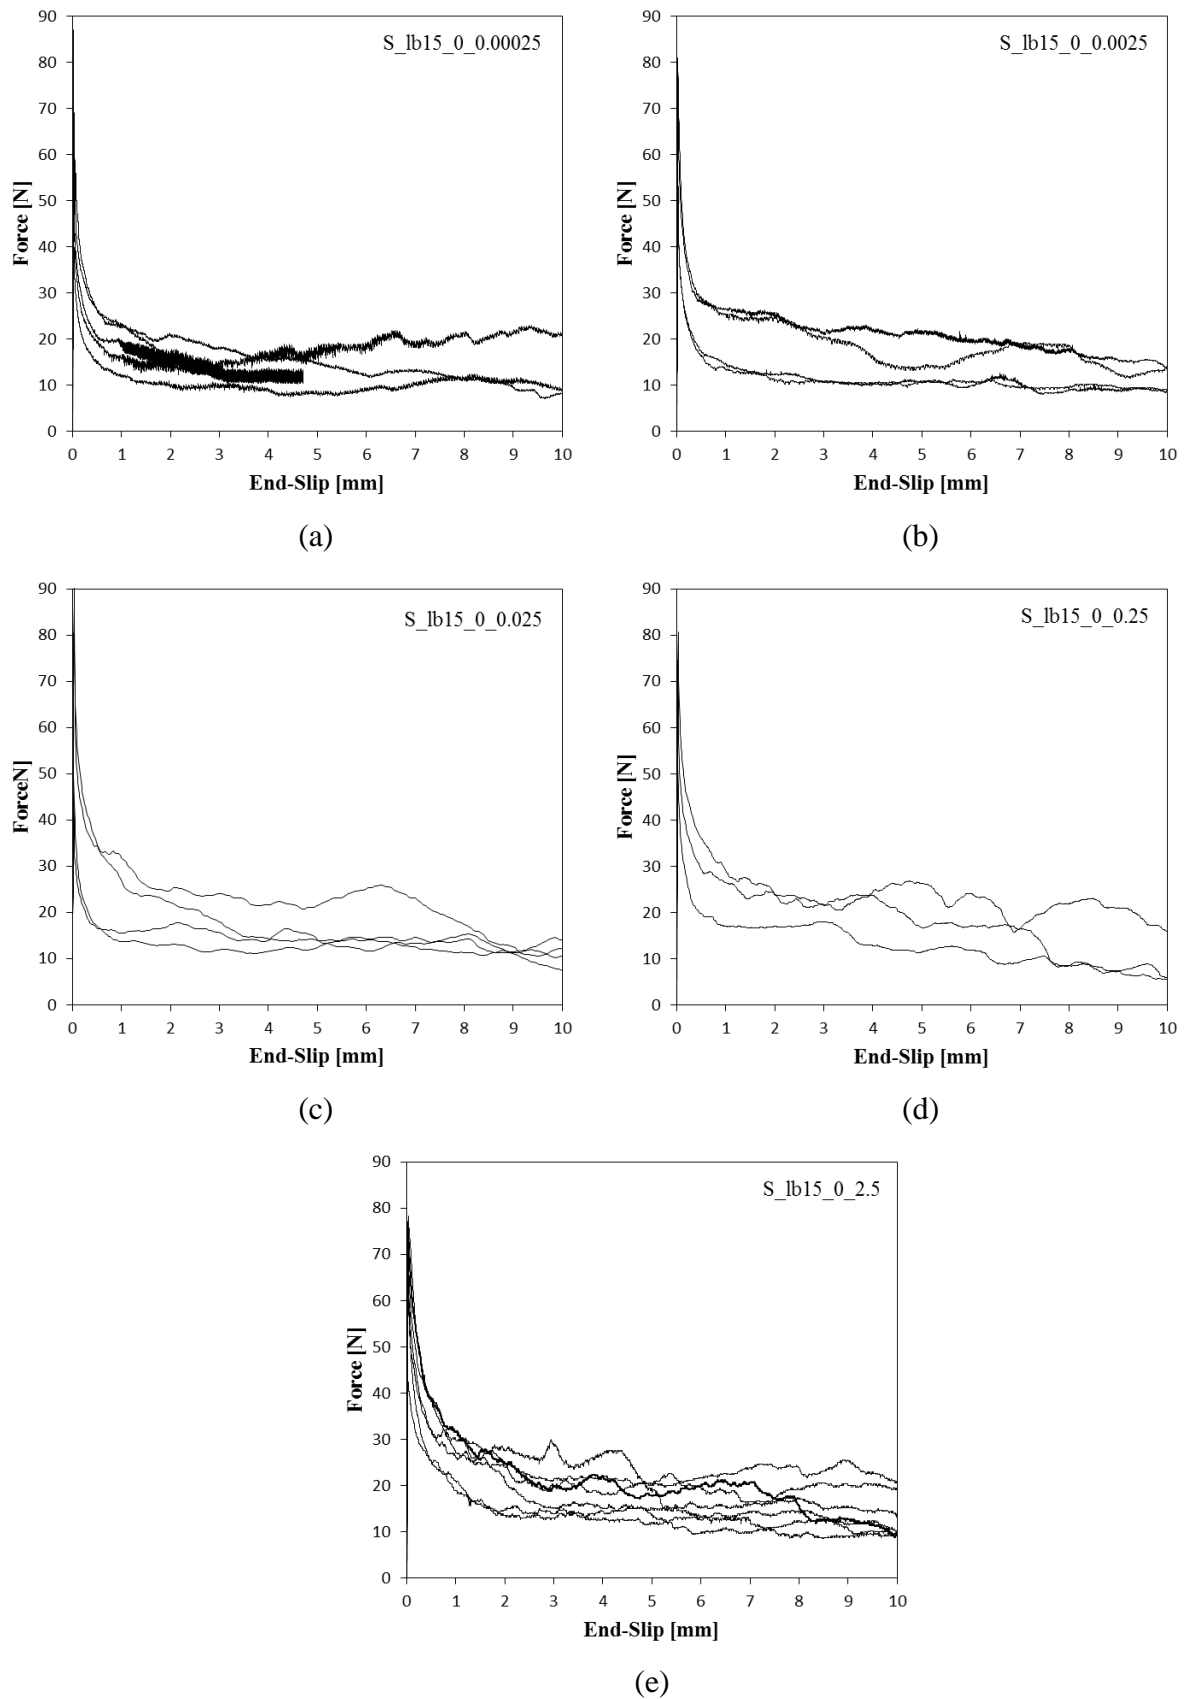 S_lb15_0_0.00025
Force [N]
90
80
70
60
50
40
30
20
10
0
0 1 2 3 4 5 6 7 8 9 10
End-Slip [mm]
(a)
S_lb15_0_0.0025
Force [N]
90
80
70
60
50
40
30
20
10
0
0 1 2 3 4 5 6 7 8 9 10
End-Slip [mm]
(b)
S_lb15_0_0.025
ForceN]
90
80
70
60
50
40
30
20
10
0
0 1 2 3 4 5 6 7 8 9 10
End-Slip [mm]
(c)
S_lb15_0_0.25
Force [N]
90
80
70
60
50
40
30
20
10
0
0 1 2 3 4 5 6 7 8 9 10
End-Slip [mm]
(d)
S_lb15_0_2.5
Force [N]
90
80
70
60
50
40
30
20
10
0
0 1 2 3 4 5 6 7 8 9 10
End-Slip [mm]
(e)